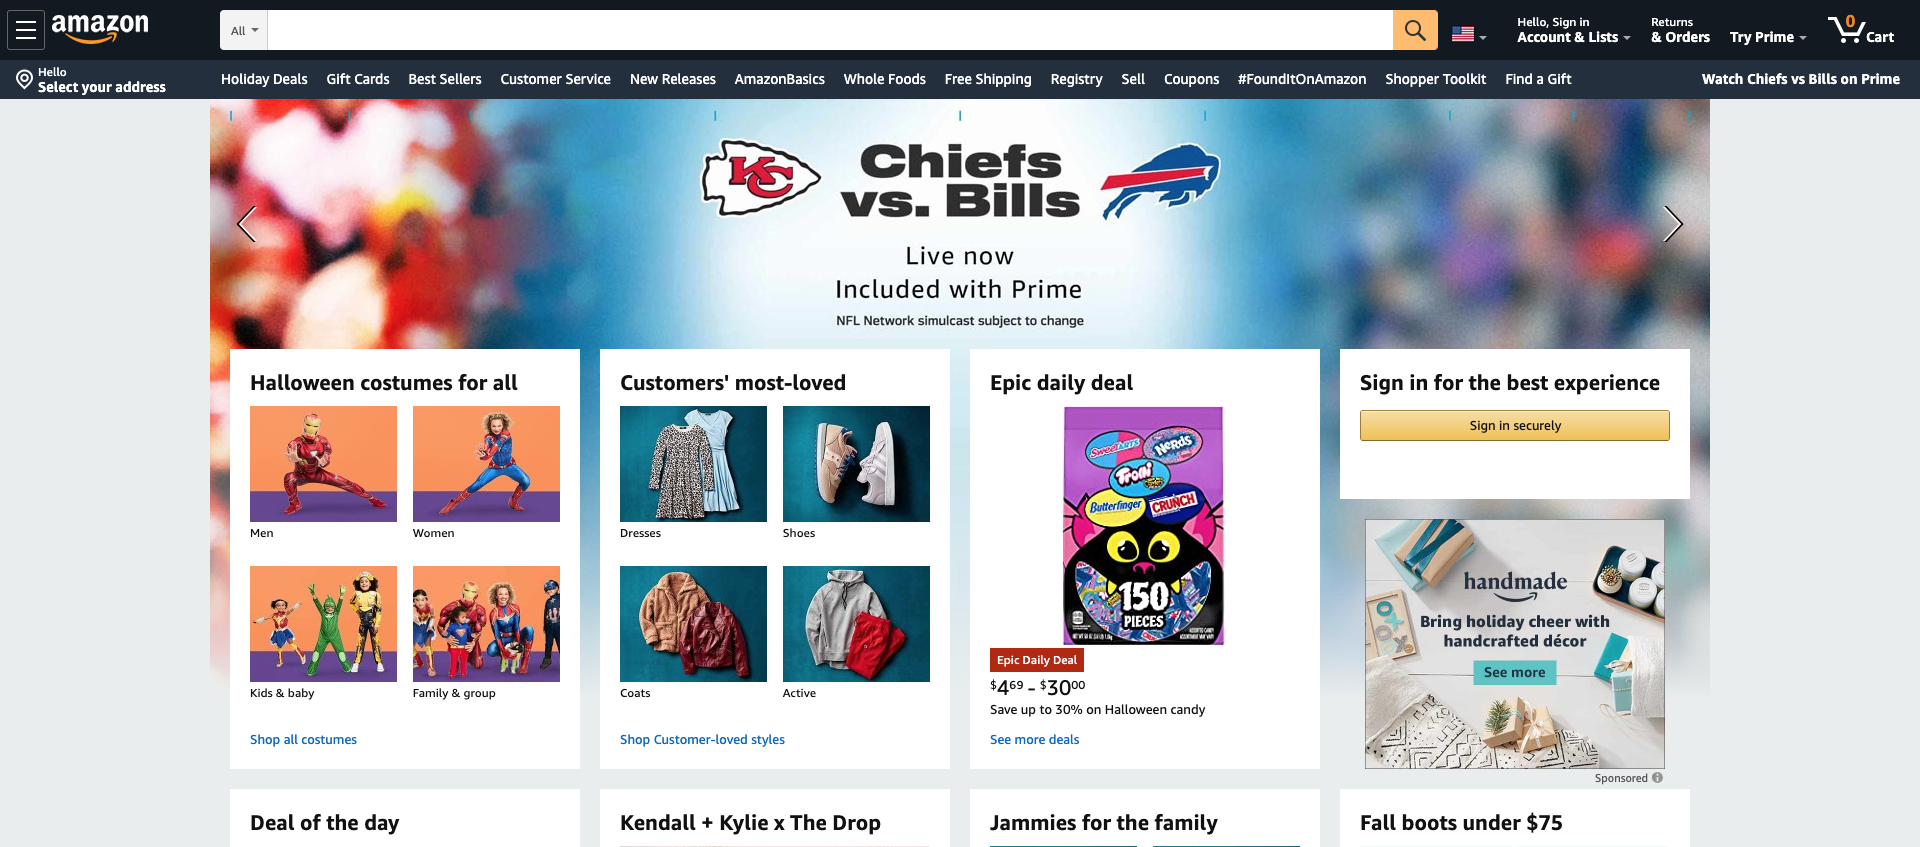 amazon
All
Hello, Sign in
Account & Lists
Returns
& Orders
Try Prime
0
Cart
Hello
Select your address
Holiday Deals
Gift Cards
Best Sellers
Customer Service
New Releases
AmazonBasics
Whole Foods
Free Shipping
Registry
Sell
Coupons
#FoundItOnAmazon
Shopper Toolkit
Find a Gift
Watch Chiefs vs Bills on Prime
KC
Chiefs
vs. Bills
Live now
Included with Prime
NFL Network simulcast subject to change
Halloween costumes for all
Men
Women
Kids & baby
Family & group
Shop all costumes
Customers' most-loved
Dresses
Shoes
Coats
Active
Shop Customer-loved styles
Epic daily deal
SweeTARTS
Nerds
Trolli
Butterfinger
CRUNCH
150
PIECES
Epic Daily Deal
$469 - $3000
Save up to 30% on Halloween candy
See more deals
Sign in for the best experience
Sign in securely
handmade
Bring holiday cheer with
handcrafted décor
See more
Sponsored
Deal of the day
Kendall + Kylie x The Drop
Jammies for the family
Fall boots under $75